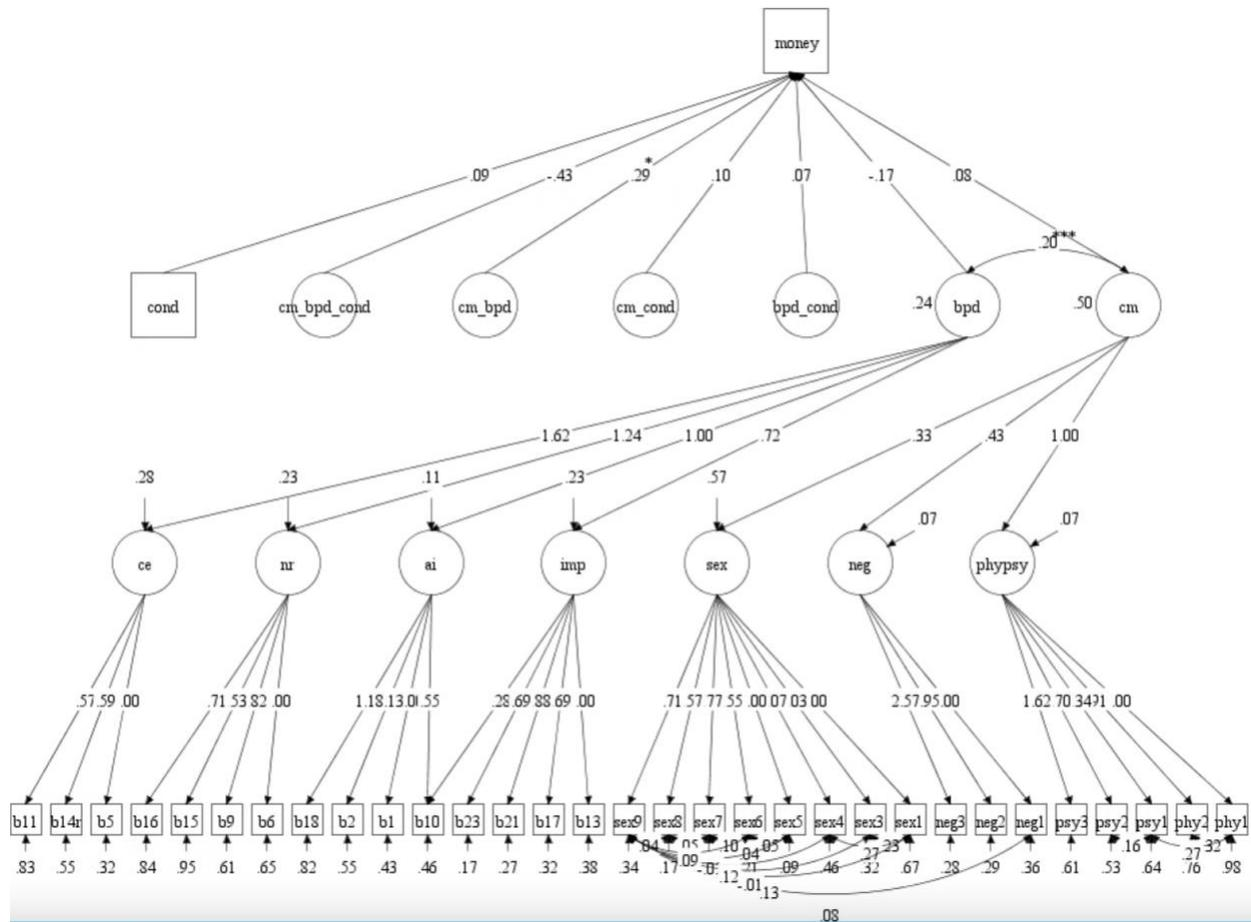 money
*
.09 -.43 .29 .10 .07 -.17 .08
.20 ***
cond cm_bpd_cond cm_bpd cm_cond bpd_cond .24 bpd .50 cm
1.62 1.24 1.00 .72 .33 .43 1.00
.28 .23 .11 .23 .57
.07 .07
ce nr ai imp sex neg phypsy
.57 .59 .00 .71 53 82 .00 1.18 .13 .55 .28 69 88 69 .00 .71 57 77 55 .00 07 03 .00 2.57 .95 .00 1.62 70 .00
b11 b14r b5 b16 b15 b9 b6 b18 b2 b1 b10 b23 b21 b17 b13 sex9 sex8 sex7 sex6 sex5 sex4 sex3 sex1 neg3 neg2 neg1 psy3 psy2 psy1 phy2 phy1
.04 .05 .10 .05 .23 .16 .32
.09 .04 .27 .27
.83 .55 .32 .84 .95 .61 .65 .82 .55 .43 .46 .17 .27 .32 .38 .34 .17 .09 .46 .32 .67 .28 .29 .36 .61 .53 .64 .76 .98
.12 -.01
.13
.08